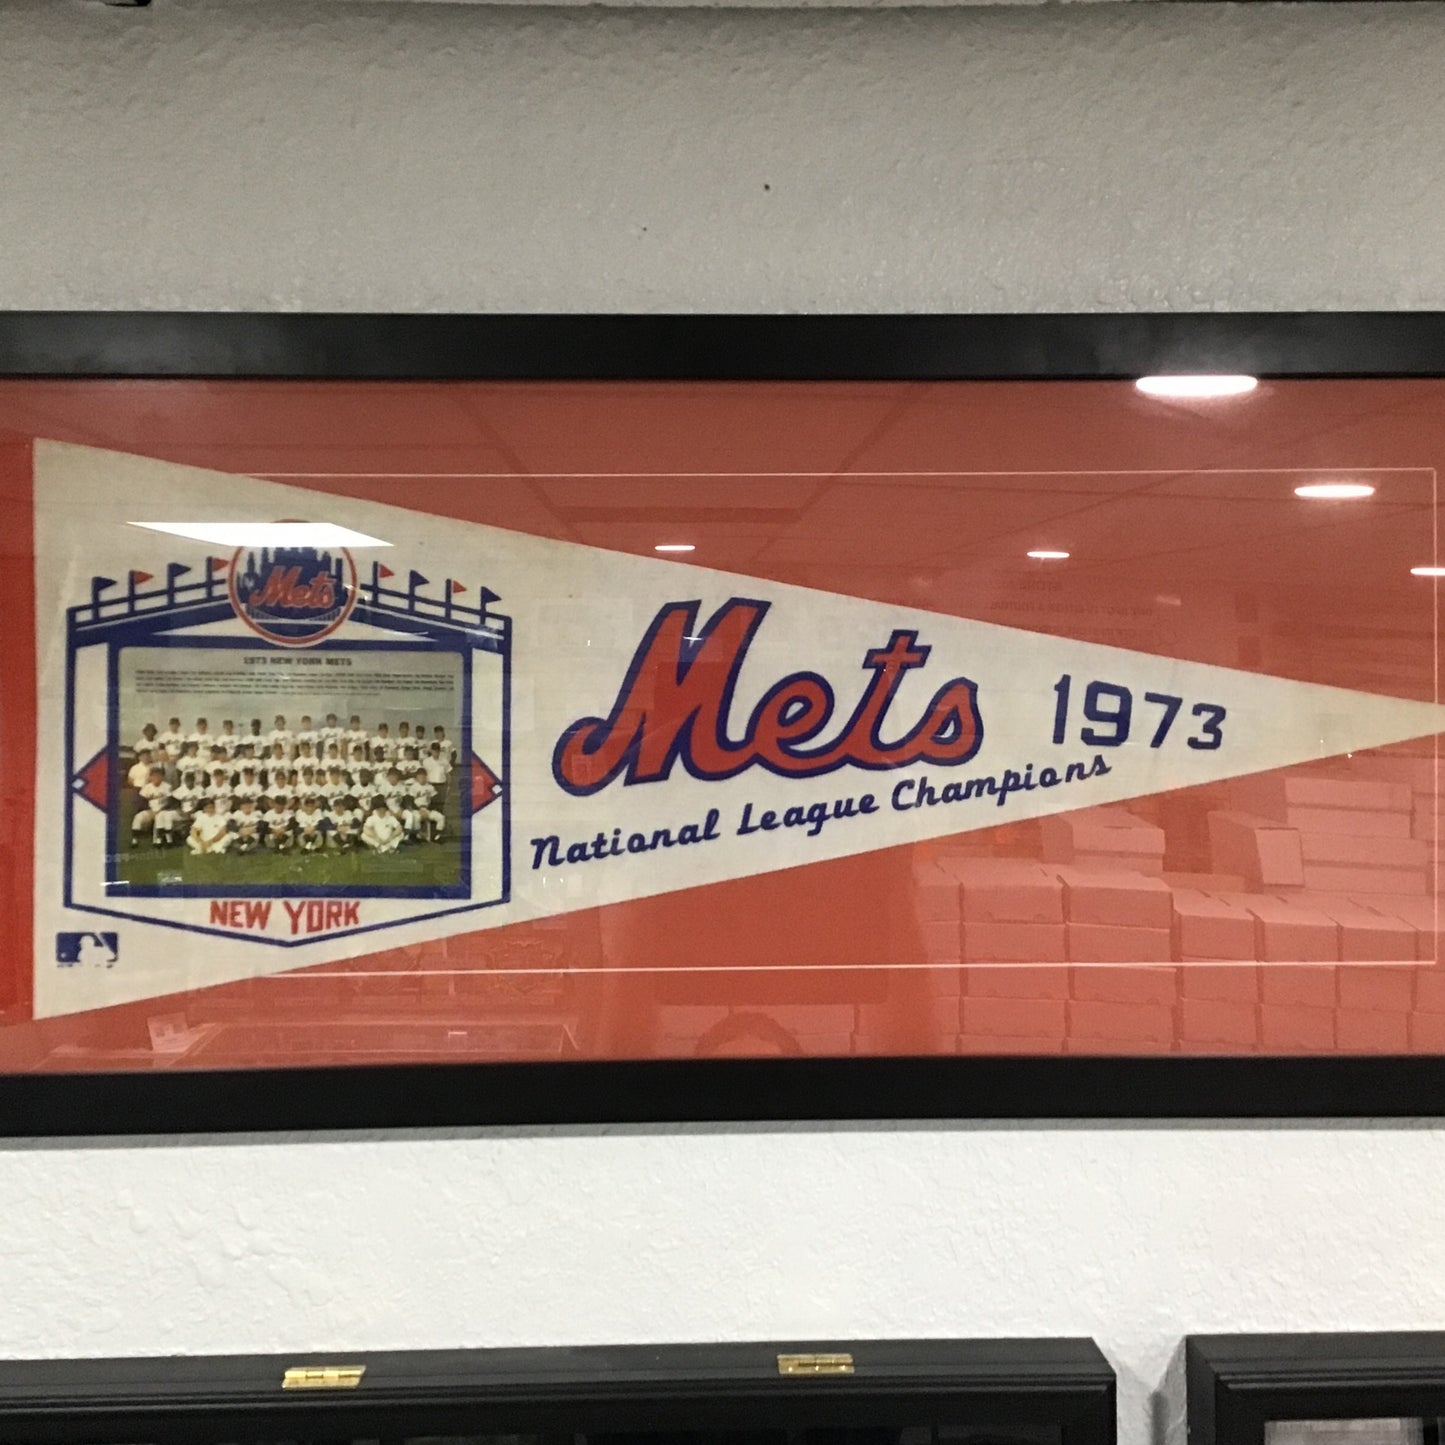 Mets
1973 NEW YORK METS
NEW YORK
Mets 1973
National League Champions